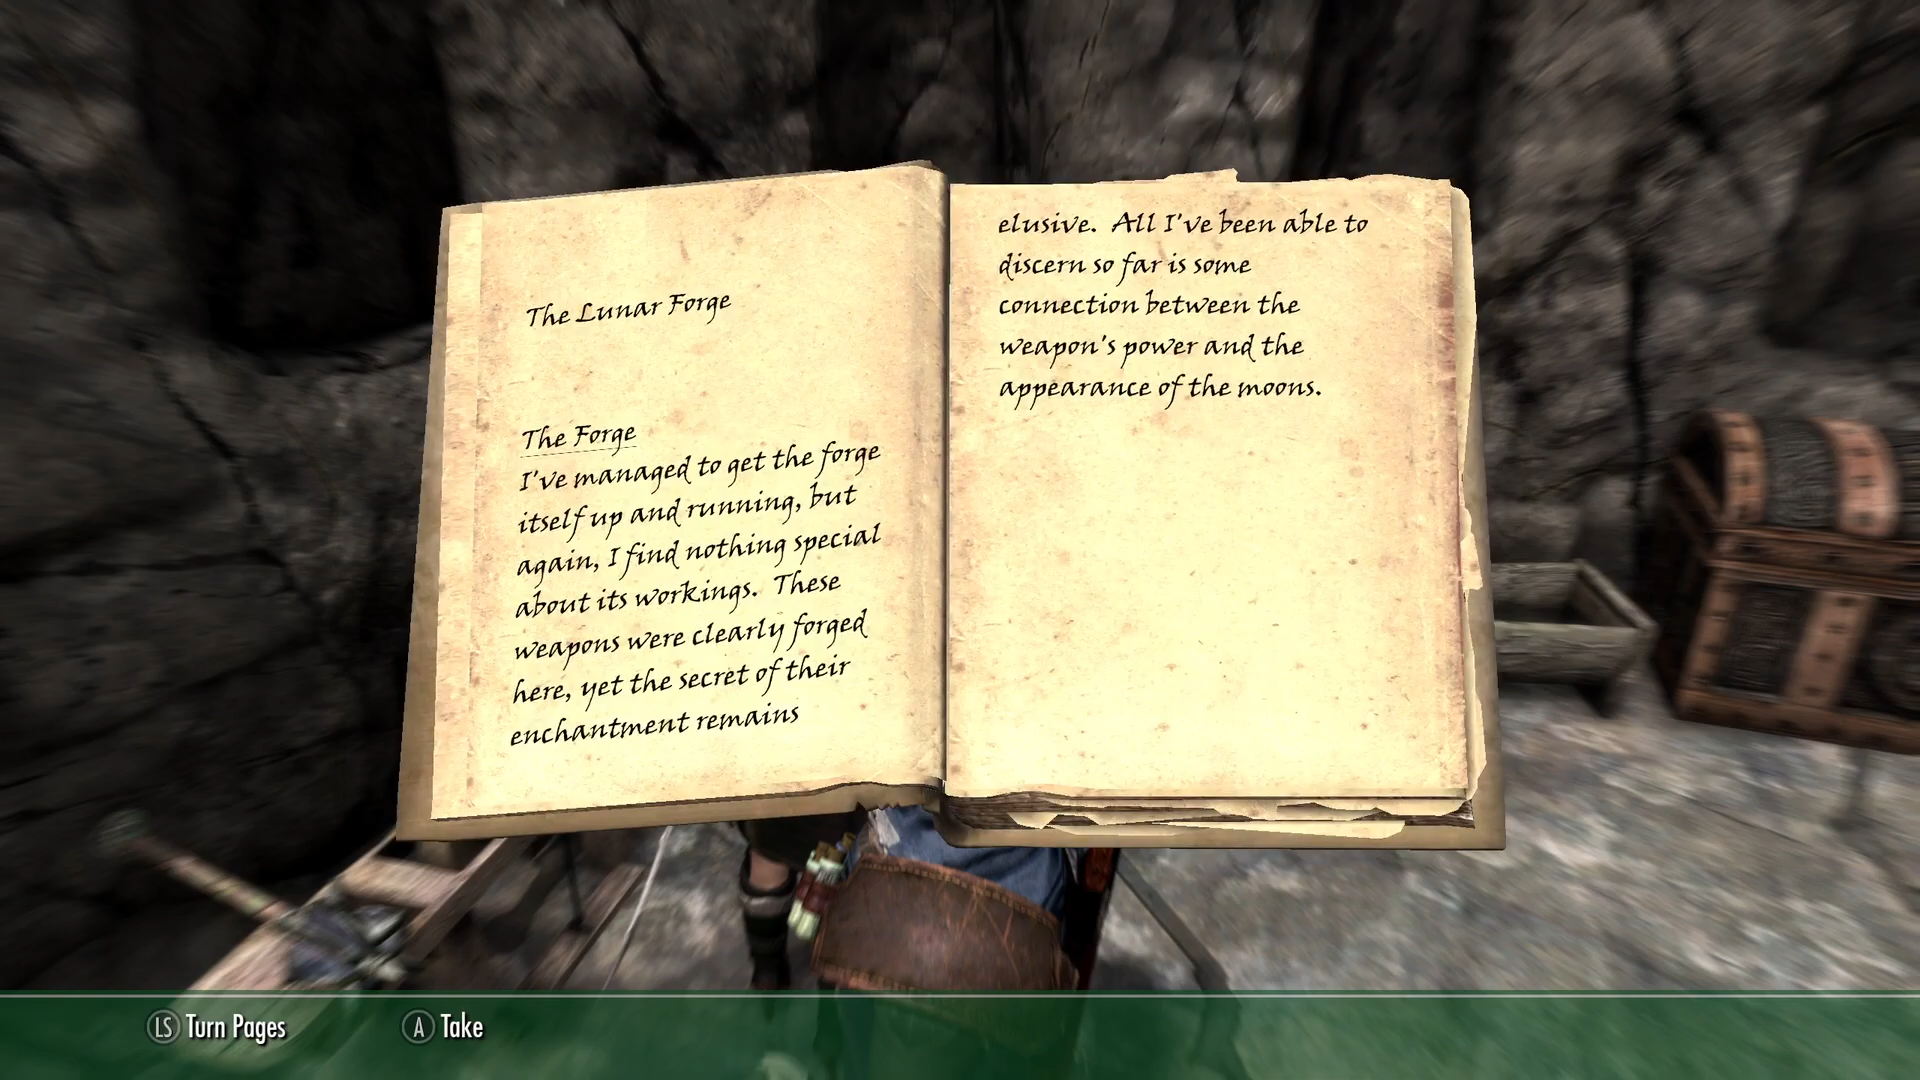 The Lunar Forge
The Forge
I've managed to get the forge
itself up and running, but
again, I find nothing special
about its workings.  These
weapons were clearly forged
here, yet the secret of their
enchantment remains
elusive.  All I've been able to
discern so far is some
connection between the
weapon's power and the
appearance of the moons.
LS Turn Pages
A Take